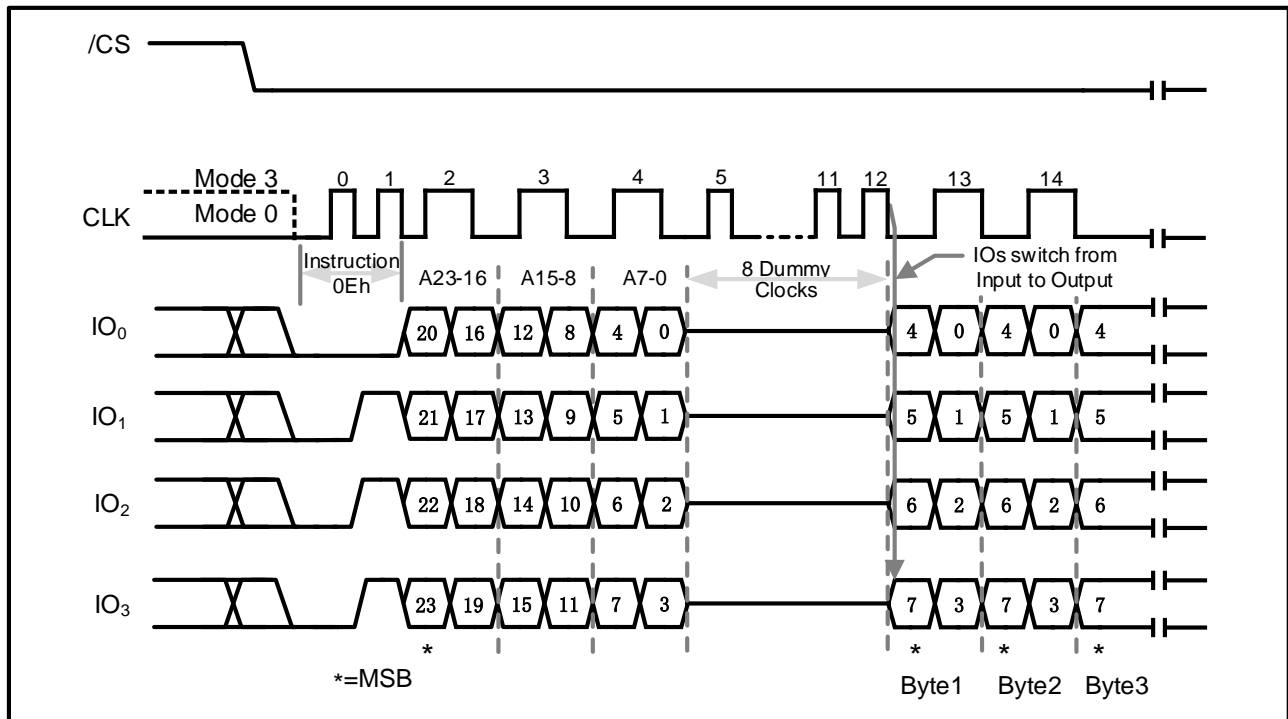 /CS
0 1 2 3 4 5 11 12 13 14
Mode 3
Mode 0
CLK
Instruction
0Eh
A23-16 A15-8 A7-0
8 Dummy
Clocks
IOs switch from
Input to Output
IO0 20 16 12 8 4 0 4 0 4 0 4
IO1 21 17 13 9 5 1 5 1 5 1 5
IO2 22 18 14 10 6 2 6 2 6 2 6
IO3 23 19 15 11 7 3 7 3 7 3 7
* * * *
*=MSB
Byte1 Byte2 Byte3